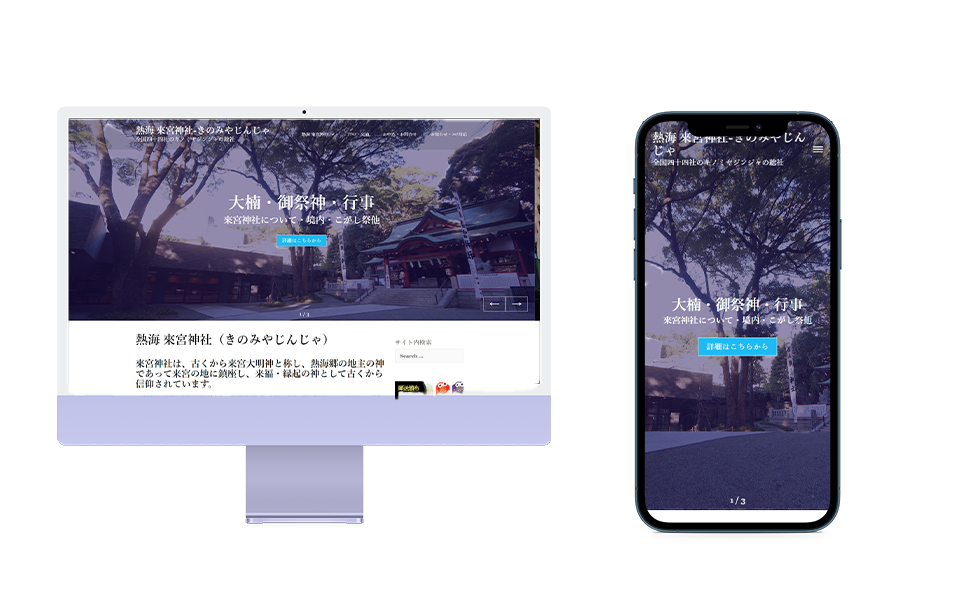 熱海 來宮神社-きのみやじんじゃ
全国四十四社のキノミヤジンジャの総社
大楠・御祭神・行事
来宮神社について・境内・こがし祭他
詳細はこちらから
1/3
熱海 來宮神社（きのみやじんじゃ）
来宮神社は、古くから来宮大明神と称し、熱海郷の地主の神
であって来宮の地に鎮座し、来福・縁起の神として古くから
信仰されています。
サイト内検索
Search …
熱海 來宮神社-きのみやじん
じゃ
全国四十四社のキノミヤジンジャの総社
大楠・御祭神・行事
来宮神社について・境内・こがし祭他
詳細はこちらから
1/3